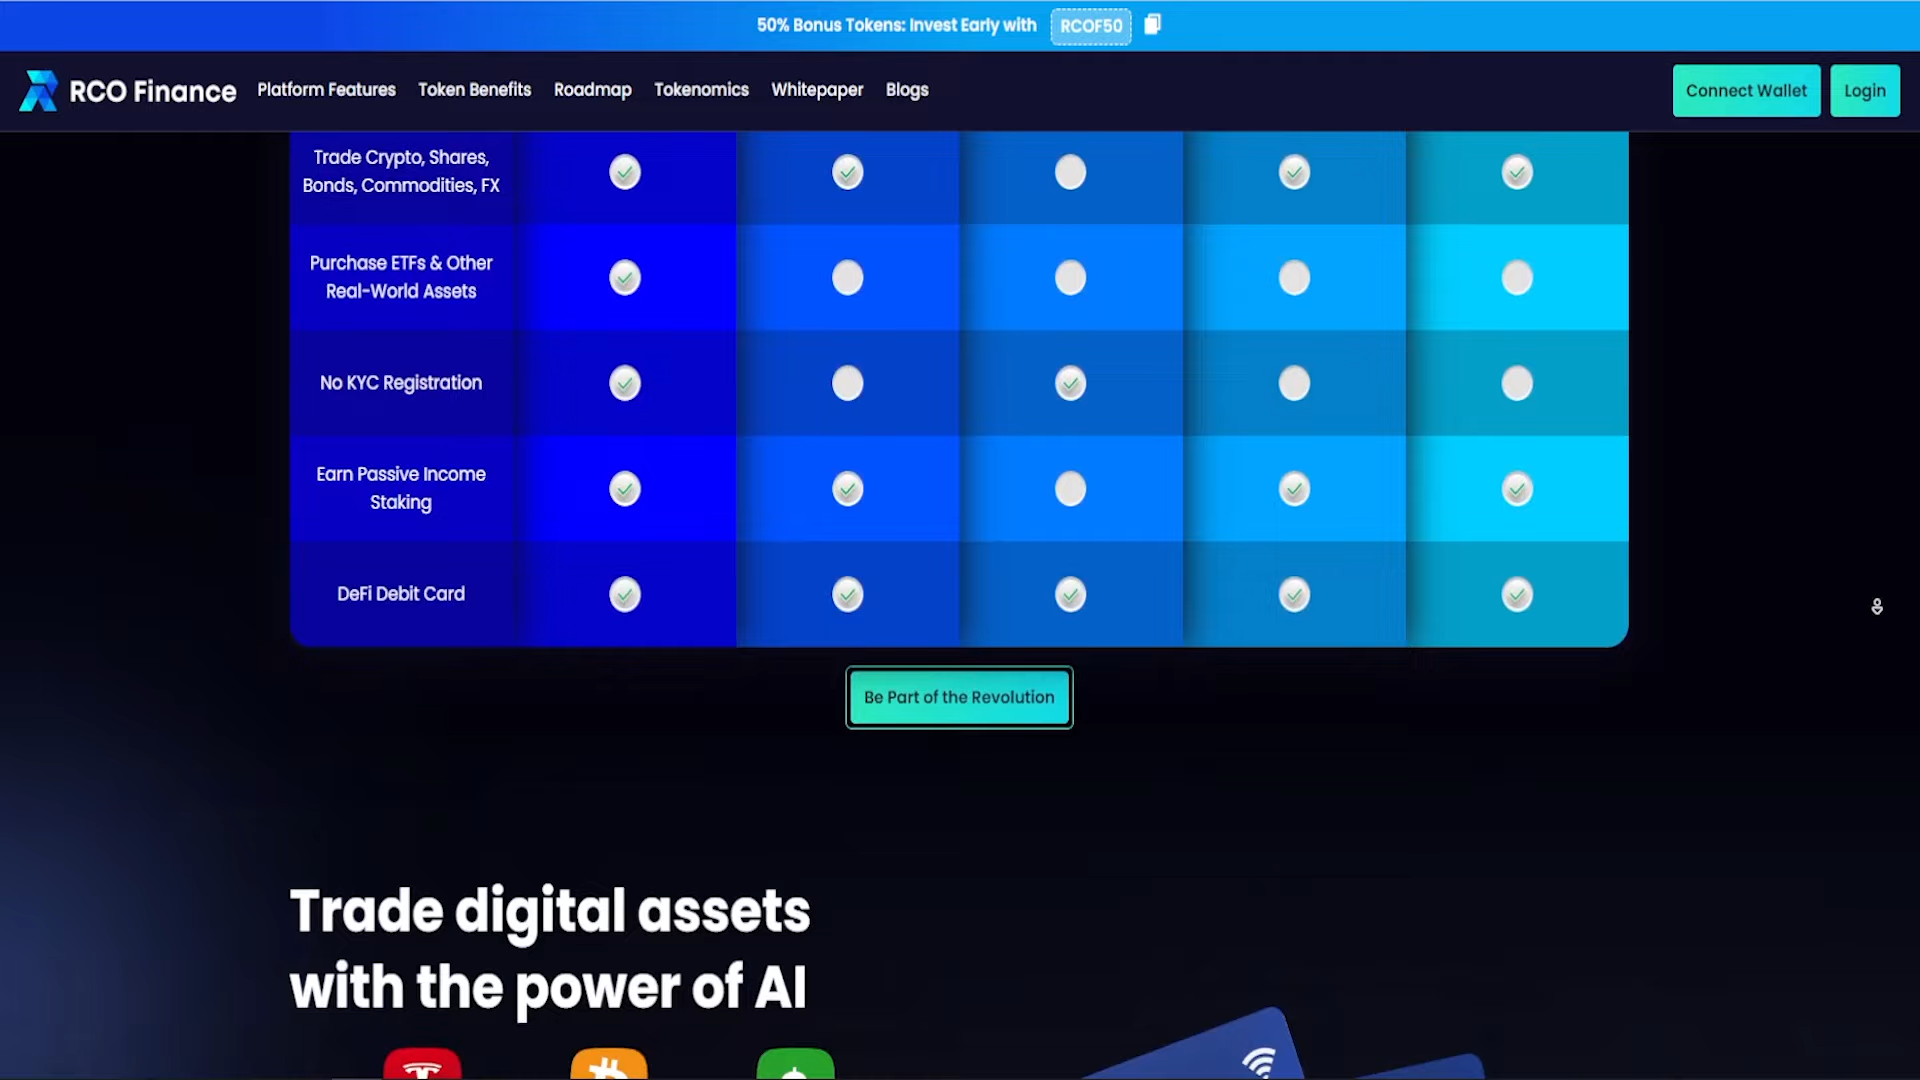 50% Bonus Tokens: Invest Early with RCOF50
RCO Finance Platform Features Token Benefits Roadmap Tokenomics Whitepaper Blogs Connect Wallet Login
Trade Crypto, Shares,
Bonds, Commodities, FX
Purchase ETFs & Other
Real-World Assets
No KYC Registration
Earn Passive Income
Staking
DeFi Debit Card
Be Part of the Revolution
Trade digital assets
with the power of AI